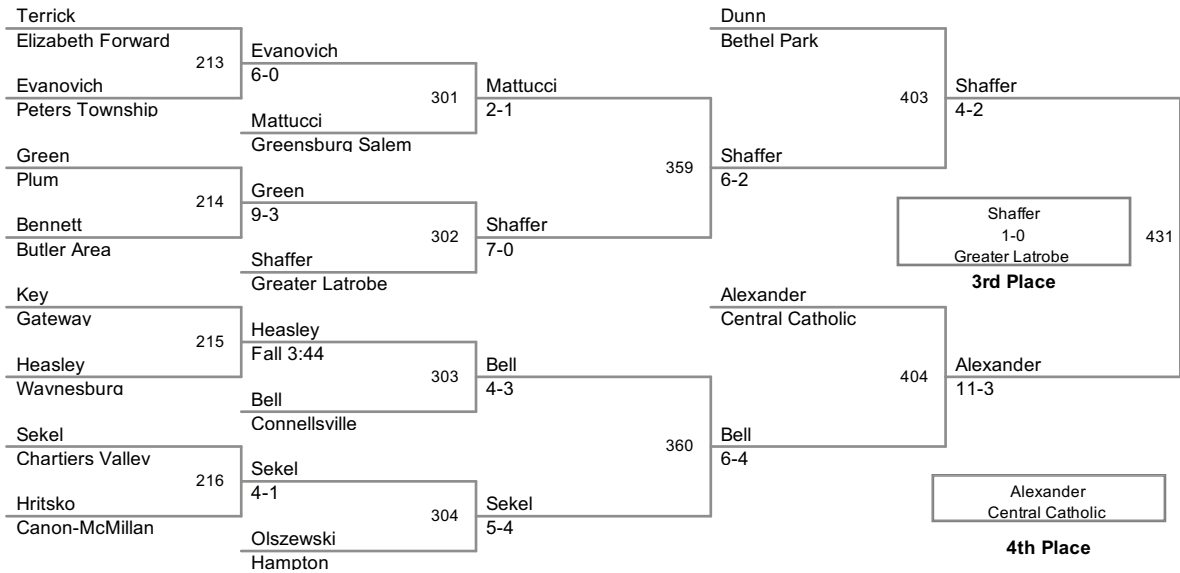 Terrick
Elizabeth Forward
213
Evanovich
Peters Township
Green
Plum
214
Bennett
Butler Area
Key
Gateway
215
Heasley
Waynesburg
Sekel
Chartiers Valley
216
Hritsko
Canon-McMillan
Evanovich
6-0
301
Mattucci
Greensburg Salem
Green
9-3
302
Shaffer
Greater Latrobe
Heasley
Fall 3:44
303
Bell
Connellsville
Sekel
4-1
304
Olszewski
Hampton
Mattucci
2-1
359
Shaffer
7-0
Bell
4-3
360
Sekel
5-4
Dunn
Bethel Park
403
Shaffer
6-2
Alexander
Central Catholic
404
Bell
6-4
Shaffer
4-2
431
Alexander
11-3
Shaffer
1-0
Greater Latrobe
3rd Place
Alexander
Central Catholic
4th Place